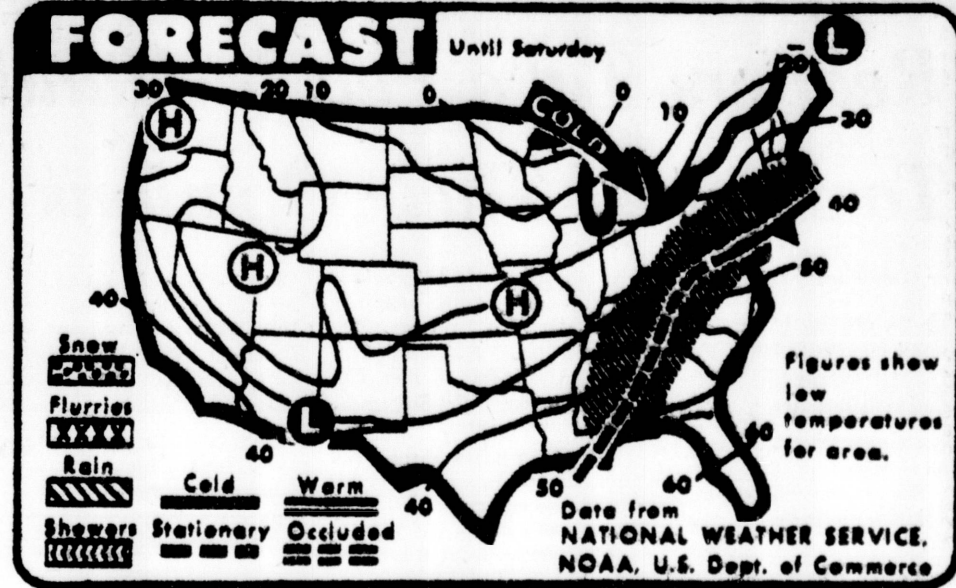 FORECAST
Until Saturday
L
30
20
10
0
COLD
0
10
20
30
H
40
H
50
H
40
Snow
Flurries
Rain
Showers
L
40
Cold
Warm
Stationary
Occluded
40
50
60
60
Figures show
low
temperatures
for area.
Data from
NATIONAL WEATHER SERVICE,
NOAA, U.S. Dept. of Commerce